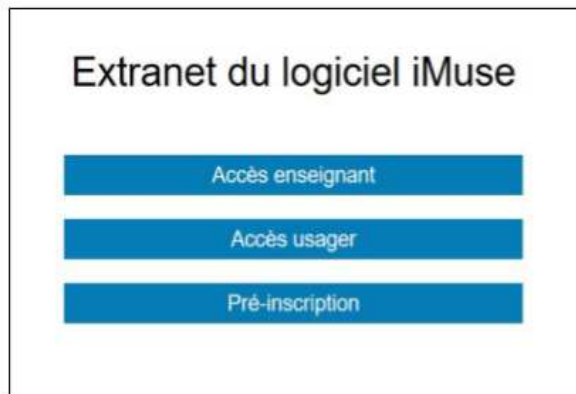 Extranet du logiciel iMuse
Accès enseignant
Accès usager
Pré-inscription